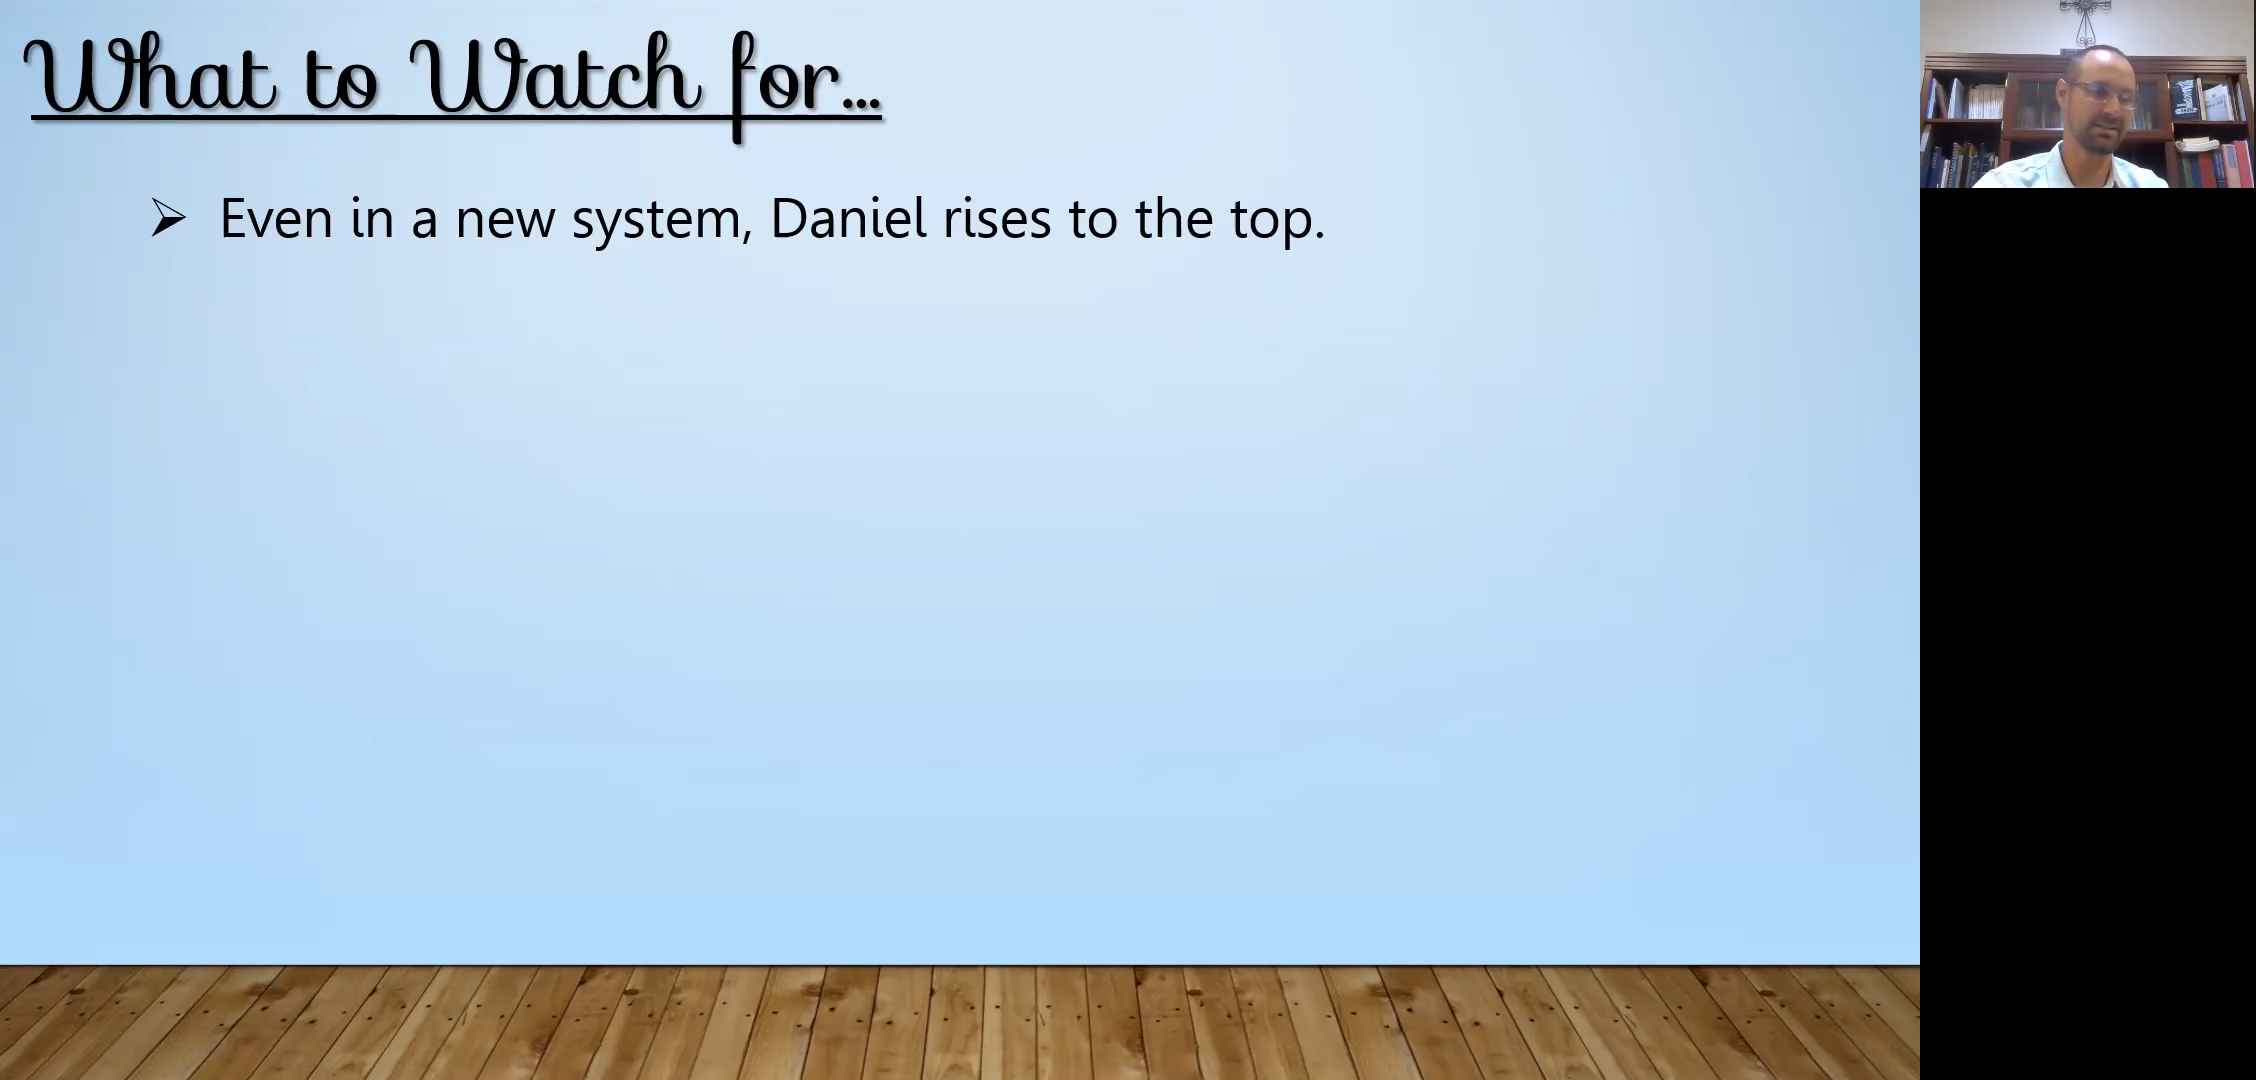 What to Watch for...
➢ Even in a new system, Daniel rises to the top.